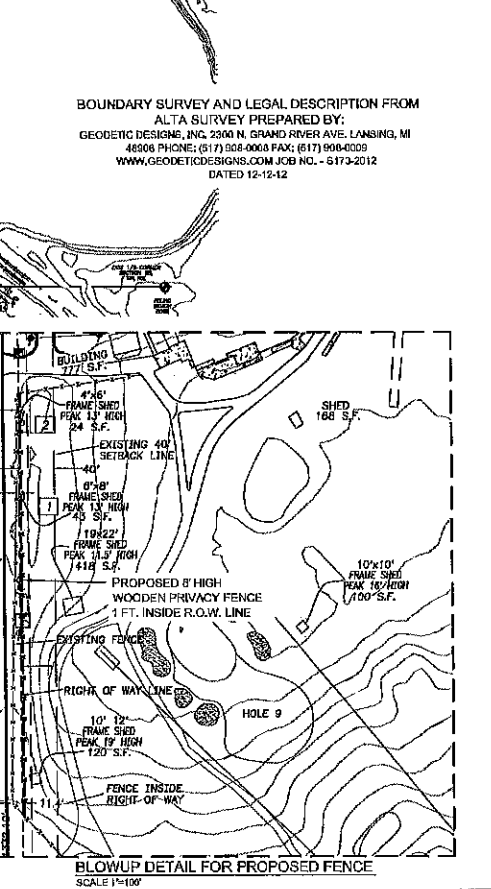 BOUNDARY SURVEY AND LEGAL DESCRIPTION FROM
ALTA SURVEY PREPARED BY:
GEODETIC DESIGNS, INC, 2300 N. GRAND RIVER AVE. LANSING, MI
48906 PHONE: (517) 908-0008 FAX: (517) 908-0009
WWW.GEODETICDESIGNS.COM JOB NO. - S173-2012
DATED 12-12-12
BUILDING
777 S.F.
4'x6'
FRAME SHED
PEAK 13' HIGH
24 S.F.
2
EXISTING 40'
SETBACK LINE
40'
6'x8'
FRAME SHED
PEAK 13' HIGH
1
19x22'
FRAME SHED
PEAK 11.5' HIGH
418 S.F.
SHED
168 S.F.
10'x10'
FRAME SHED
PEAK 16' HIGH
100 S.F.
PROPOSED 8' HIGH
WOODEN PRIVACY FENCE
1 FT. INSIDE R.O.W. LINE
EXISTING FENCE
RIGHT OF WAY LINE
HOLE 9
10' 12'
FRAME SHED
PEAK 19' HIGH
120 S.F.
FENCE INSIDE
RIGHT OF WAY
BLOWUP DETAIL FOR PROPOSED FENCE
SCALE 1"=100'